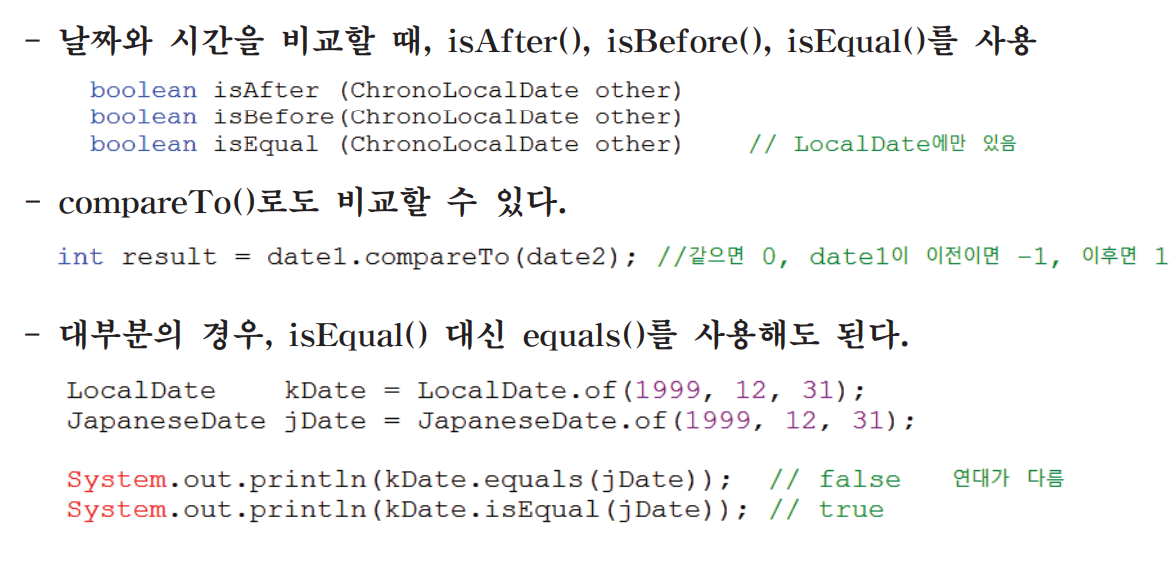 - 날짜와 시간을 비교할 때, isAfter(), isBefore(), isEqual()를 사용
boolean isAfter (ChronoLocalDate other)
boolean isBefore(ChronoLocalDate other)
boolean isEqual (ChronoLocalDate other) // LocalDate에만 있음
- compareTo()로도 비교할 수 있다.
int result = date1.compareTo(date2); //같으면 0, date1이 이전이면 -1, 이후면 1
- 대부분의 경우, isEqual() 대신 equals()를 사용해도 된다.
LocalDate kDate = LocalDate.of(1999, 12, 31);
JapaneseDate jDate = JapaneseDate.of(1999, 12, 31);
System.out.println(kDate.equals(jDate)); // false 연대가 다름
System.out.println(kDate.isEqual(jDate)); // true